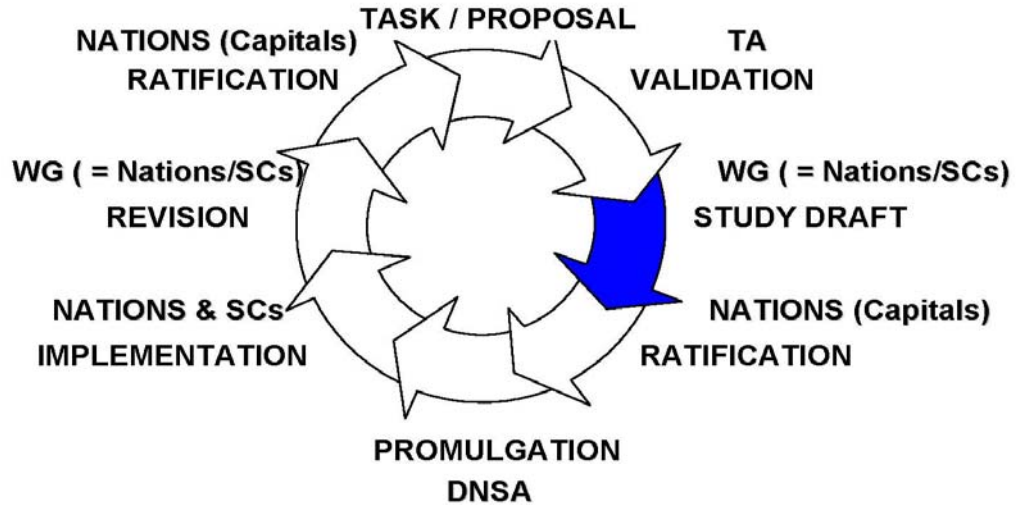 TASK / PROPOSAL
TA
VALIDATION
WG ( = Nations/SCs)
STUDY DRAFT
NATIONS (Capitals)
RATIFICATION
PROMULGATION
DNSA
NATIONS & SCs
IMPLEMENTATION
WG ( = Nations/SCs)
REVISION
NATIONS (Capitals)
RATIFICATION